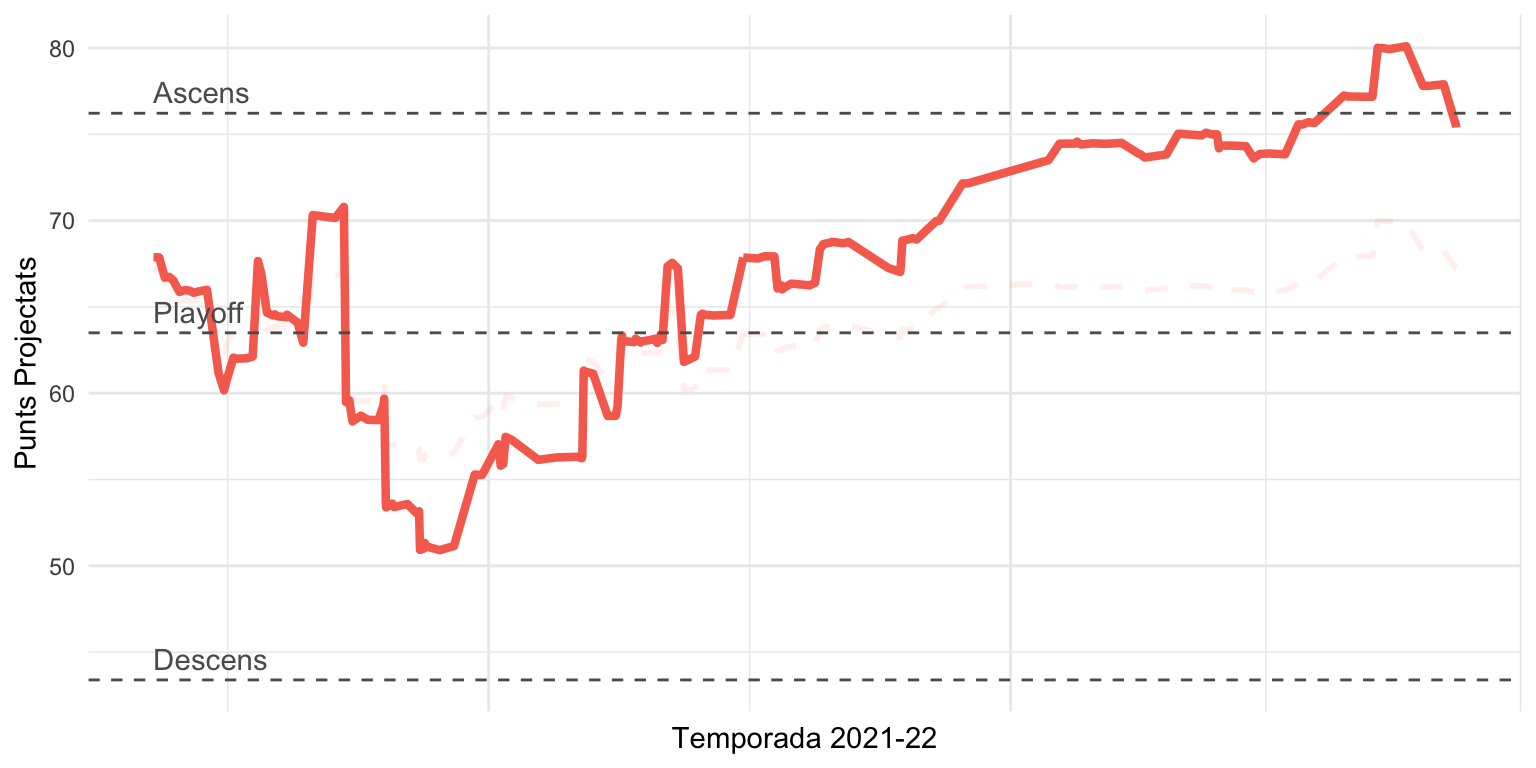 80
Ascens
70
Playoff
60
50
Descens
Punts Projectats
Temporada 2021-22